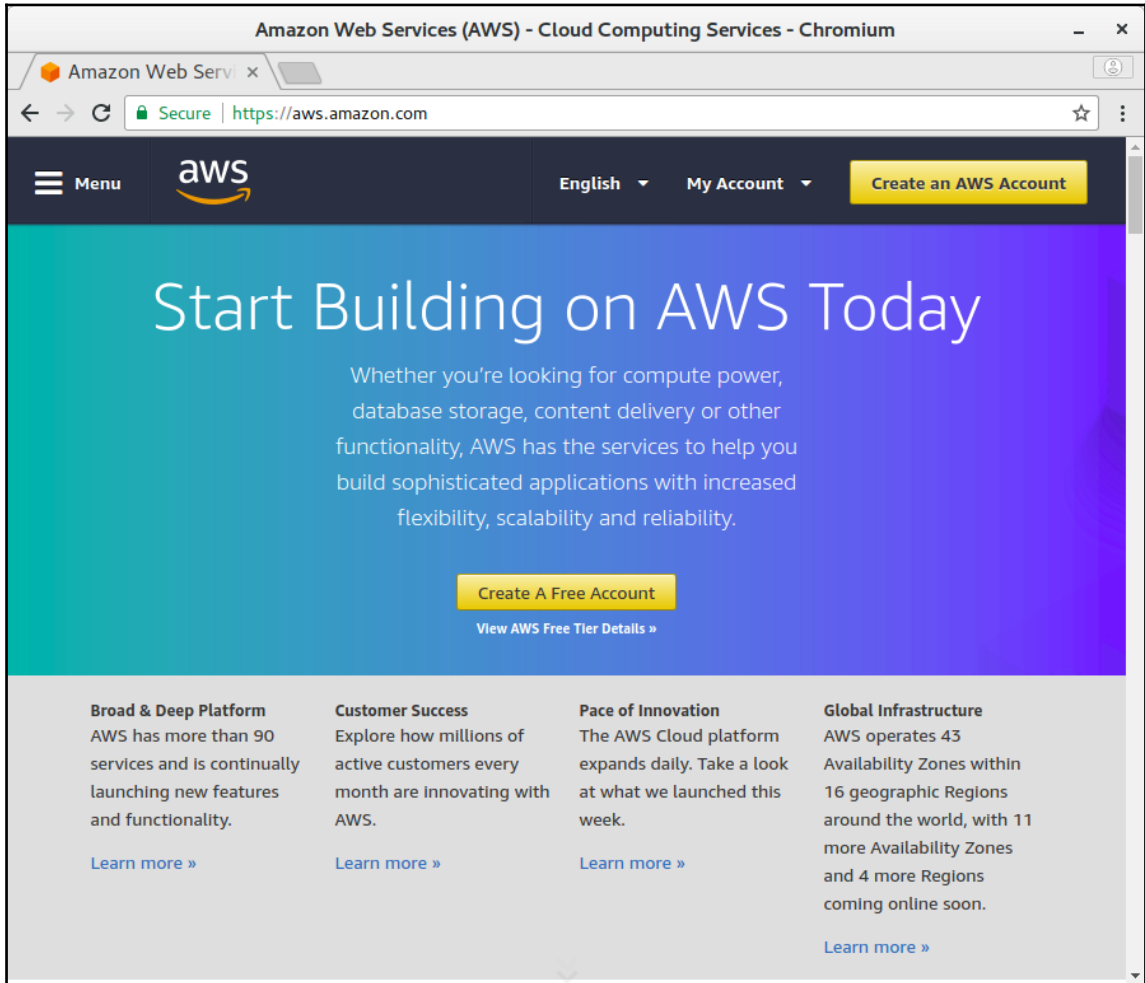 Amazon Web Services (AWS) - Cloud Computing Services - Chromium
Amazon Web Servi
Secure | https://aws.amazon.com
Menu
aws
English
My Account
Create an AWS Account
Start Building on AWS Today
Whether you’re looking for compute power,
database storage, content delivery or other
functionality, AWS has the services to help you
build sophisticated applications with increased
flexibility, scalability and reliability.
Create A Free Account
View AWS Free Tier Details »
Broad & Deep Platform
AWS has more than 90
services and is continually
launching new features
and functionality.
Learn more »
Customer Success
Explore how millions of
active customers every
month are innovating with
AWS.
Learn more »
Pace of Innovation
The AWS Cloud platform
expands daily. Take a look
at what we launched this
week.
Learn more »
Global Infrastructure
AWS operates 43
Availability Zones within
16 geographic Regions
around the world, with 11
more Availability Zones
and 4 more Regions
coming online soon.
Learn more »